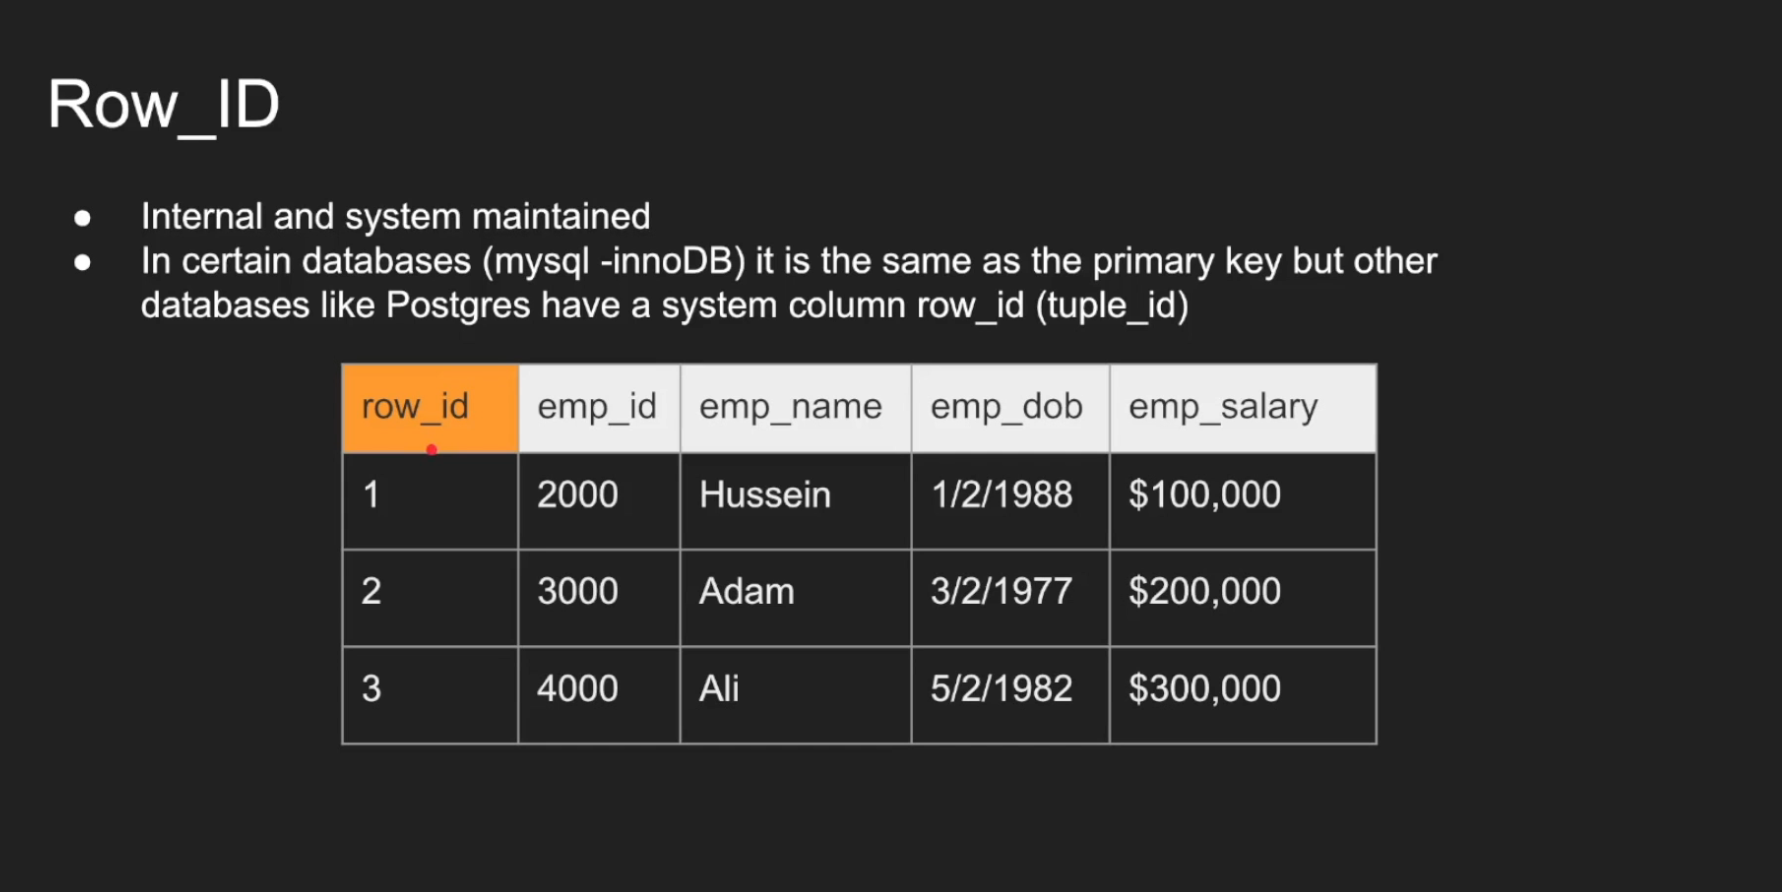 Row_ID
● Internal and system maintained
● In certain databases (mysql -innoDB) it is the same as the primary key but other
databases like Postgres have a system column row_id (tuple_id)
row_id emp_id emp_name emp_dob emp_salary
1 2000 Hussein 1/2/1988 $100,000
2 3000 Adam 3/2/1977 $200,000
3 4000 Ali 5/2/1982 $300,000